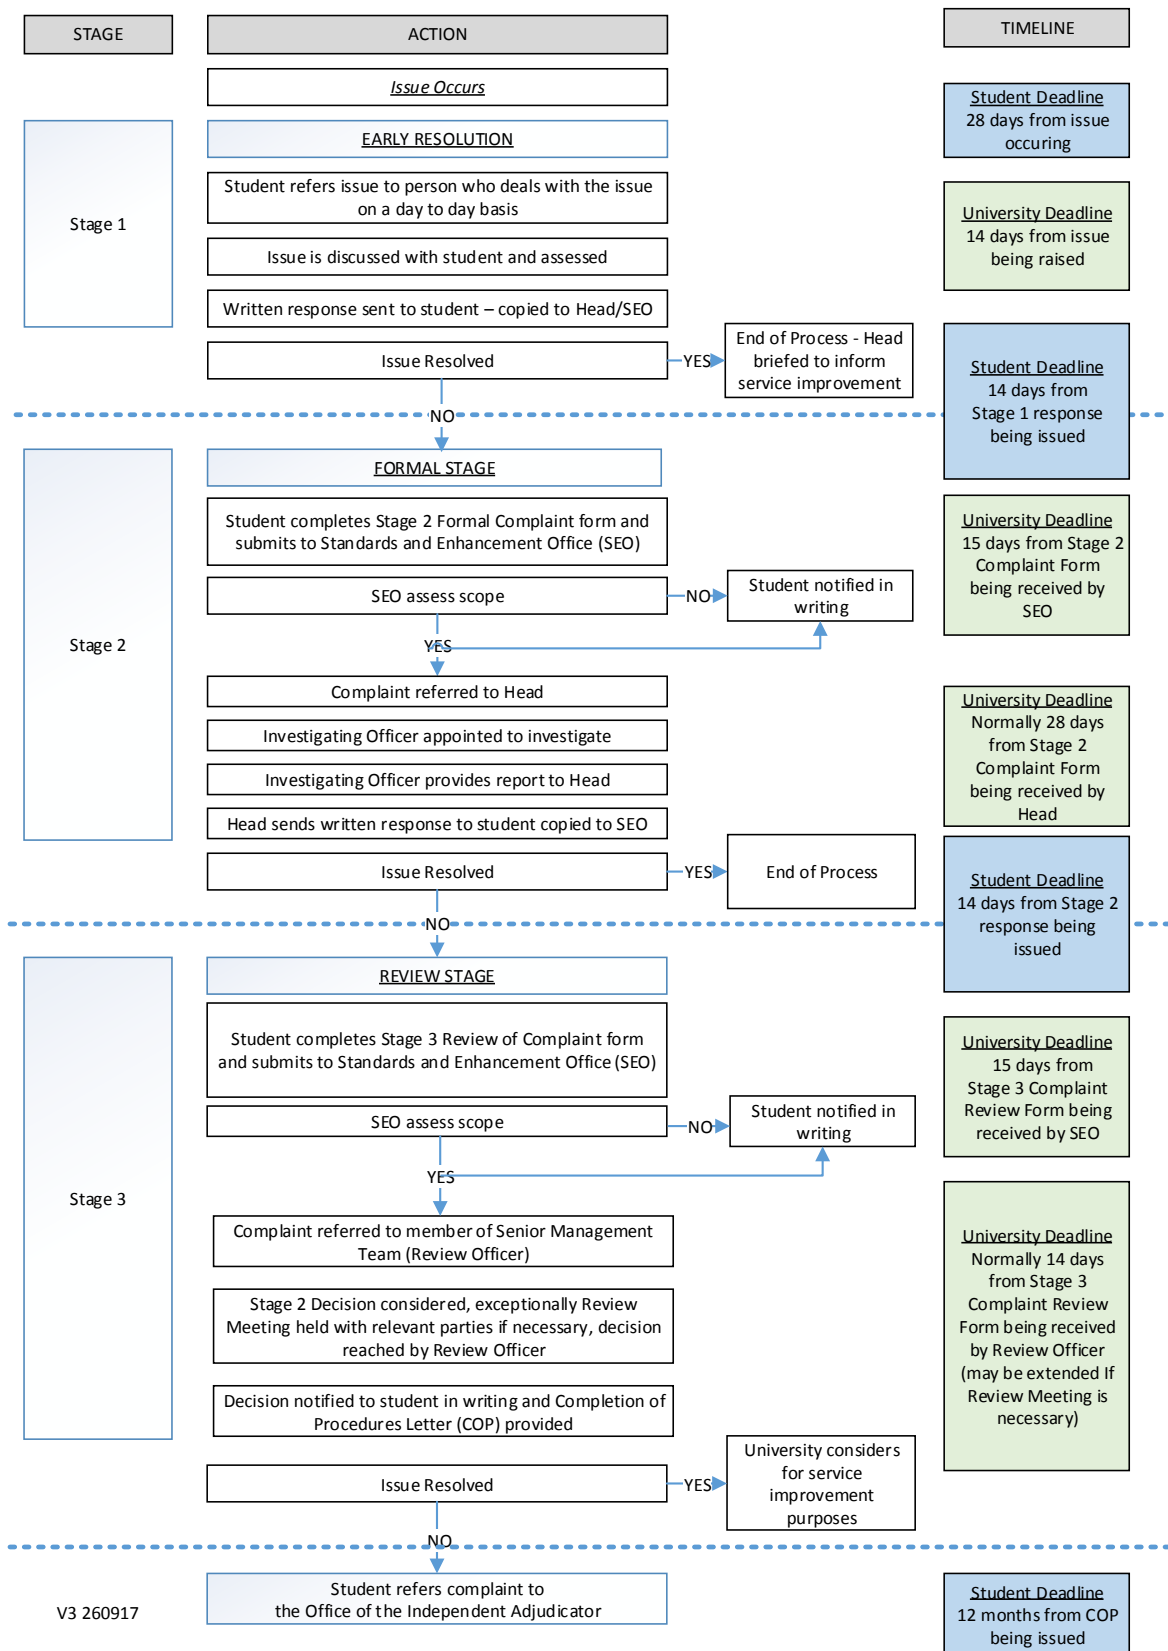 STAGE
ACTION
TIMELINE
Issue Occurs
Student Deadline
28 days from issue
occuring
EARLY RESOLUTION
Stage 1
Student refers issue to person who deals with the issue
on a day to day basis
University Deadline
14 days from issue
being raised
Issue is discussed with student and assessed
Written response sent to student – copied to Head/SEO
Issue Resolved
YES
End of Process - Head
briefed to inform
service improvement
Student Deadline
14 days from
Stage 1 response
being issued
NO
FORMAL STAGE
Stage 2
Student completes Stage 2 Formal Complaint form and
submits to Standards and Enhancement Office (SEO)
University Deadline
15 days from Stage 2
Complaint Form
being received by
SEO
SEO assess scope
NO
Student notified in
writing
YES
Complaint referred to Head
University Deadline
Normally 28 days
from Stage 2
Complaint Form
being received by
Head
Investigating Officer appointed to investigate
Investigating Officer provides report to Head
Head sends written response to student copied to SEO
Issue Resolved
YES
End of Process
Student Deadline
14 days from Stage 2
response being
issued
NO
REVIEW STAGE
Stage 3
Student completes Stage 3 Review of Complaint form
and submits to Standards and Enhancement Office (SEO)
University Deadline
15 days from
Stage 3 Complaint
Review Form being
received by SEO
SEO assess scope
NO
Student notified in
writing
YES
Complaint referred to member of Senior Management
Team (Review Officer)
University Deadline
Normally 14 days
from Stage 3
Complaint Review
Form being received
by Review Officer
(may be extended If
Review Meeting is
necessary)
Stage 2 Decision considered, exceptionally Review
Meeting held with relevant parties if necessary, decision
reached by Review Officer
Decision notified to student in writing and Completion of
Procedures Letter (COP) provided
Issue Resolved
YES
University considers
for service
improvement
purposes
NO
Student refers complaint to
the Office of the Independent Adjudicator
Student Deadline
12 months from COP
being issued
V3 260917